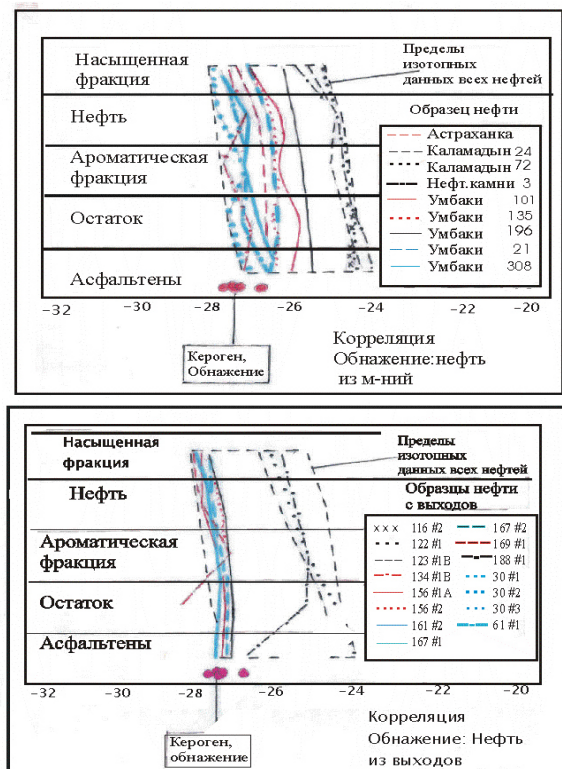 Насыщенная
фракция
Нефть
Ароматическая
фракция
Остаток
Асфальтены
Пределы
изотопных
данных всех нефтей
Образец нефти
Астраханка
Каламадын 24
Каламадын 72
Нефт.камни 3
Умбаки 101
Умбаки 135
Умбаки 196
Умбаки 21
Умбаки 308
-32 -30 -28 -26 -24 -22 -20
Кероген,
Обнажение
Корреляция
Обнажение:нефть
из м-ний
Насыщенная
фракция
Нефть
Ароматическая
фракция
Остаток
Асфальтены
Пределы
изотопных
данных всех нефтей
Образцы нефти
с выходов
116 #2
122 #1
123 #1B
134 #1B
156 #1A
156 #2
161 #2
167 #1
167 #2
169 #1
188 #1
30 #1
30 #2
30 #3
61 #1
-32 -30 -28 -26 -24 -22 -20
Кероген,
обнажение
Корреляция
Обнажение: Нефть
из выходов